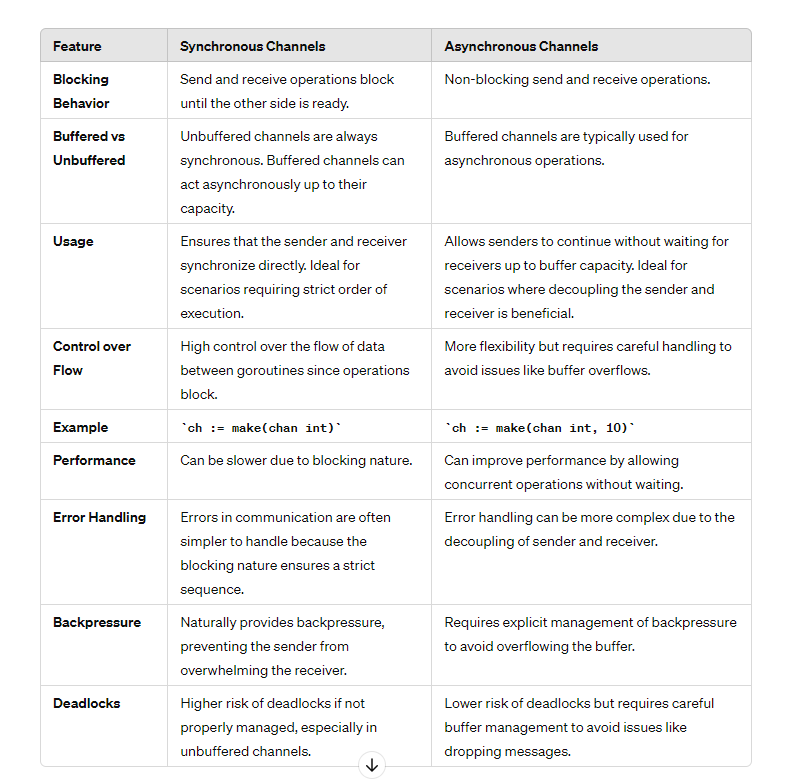 Feature Synchronous Channels Asynchronous Channels
Blocking
Behavior
Send and receive operations block
until the other side is ready.
Non-blocking send and receive operations.
Buffered vs
Unbuffered
Unbuffered channels are always
synchronous. Buffered channels can
act asynchronously up to their
capacity.
Buffered channels are typically used for
asynchronous operations.
Usage
Ensures that the sender and receiver
synchronize directly. Ideal for
scenarios requiring strict order of
execution.
Allows senders to continue without waiting for
receivers up to buffer capacity. Ideal for
scenarios where decoupling the sender and
receiver is beneficial.
Control over
Flow
High control over the flow of data
between goroutines since operations
block.
More flexibility but requires careful handling to
avoid issues like buffer overflows.
Example
`ch := make(chan int)`
`ch := make(chan int, 10)`
Performance
Can be slower due to blocking nature.
Can improve performance by allowing
concurrent operations without waiting.
Error Handling
Errors in communication are often
simpler to handle because the
blocking nature ensures a strict
sequence.
Error handling can be more complex due to the
decoupling of sender and receiver.
Backpressure
Naturally provides backpressure,
preventing the sender from
overwhelming the receiver.
Requires explicit management of backpressure
to avoid overflowing the buffer.
Deadlocks
Higher risk of deadlocks if not
properly managed, especially in
unbuffered channels.
Lower risk of deadlocks but requires careful
buffer management to avoid issues like
dropping messages.